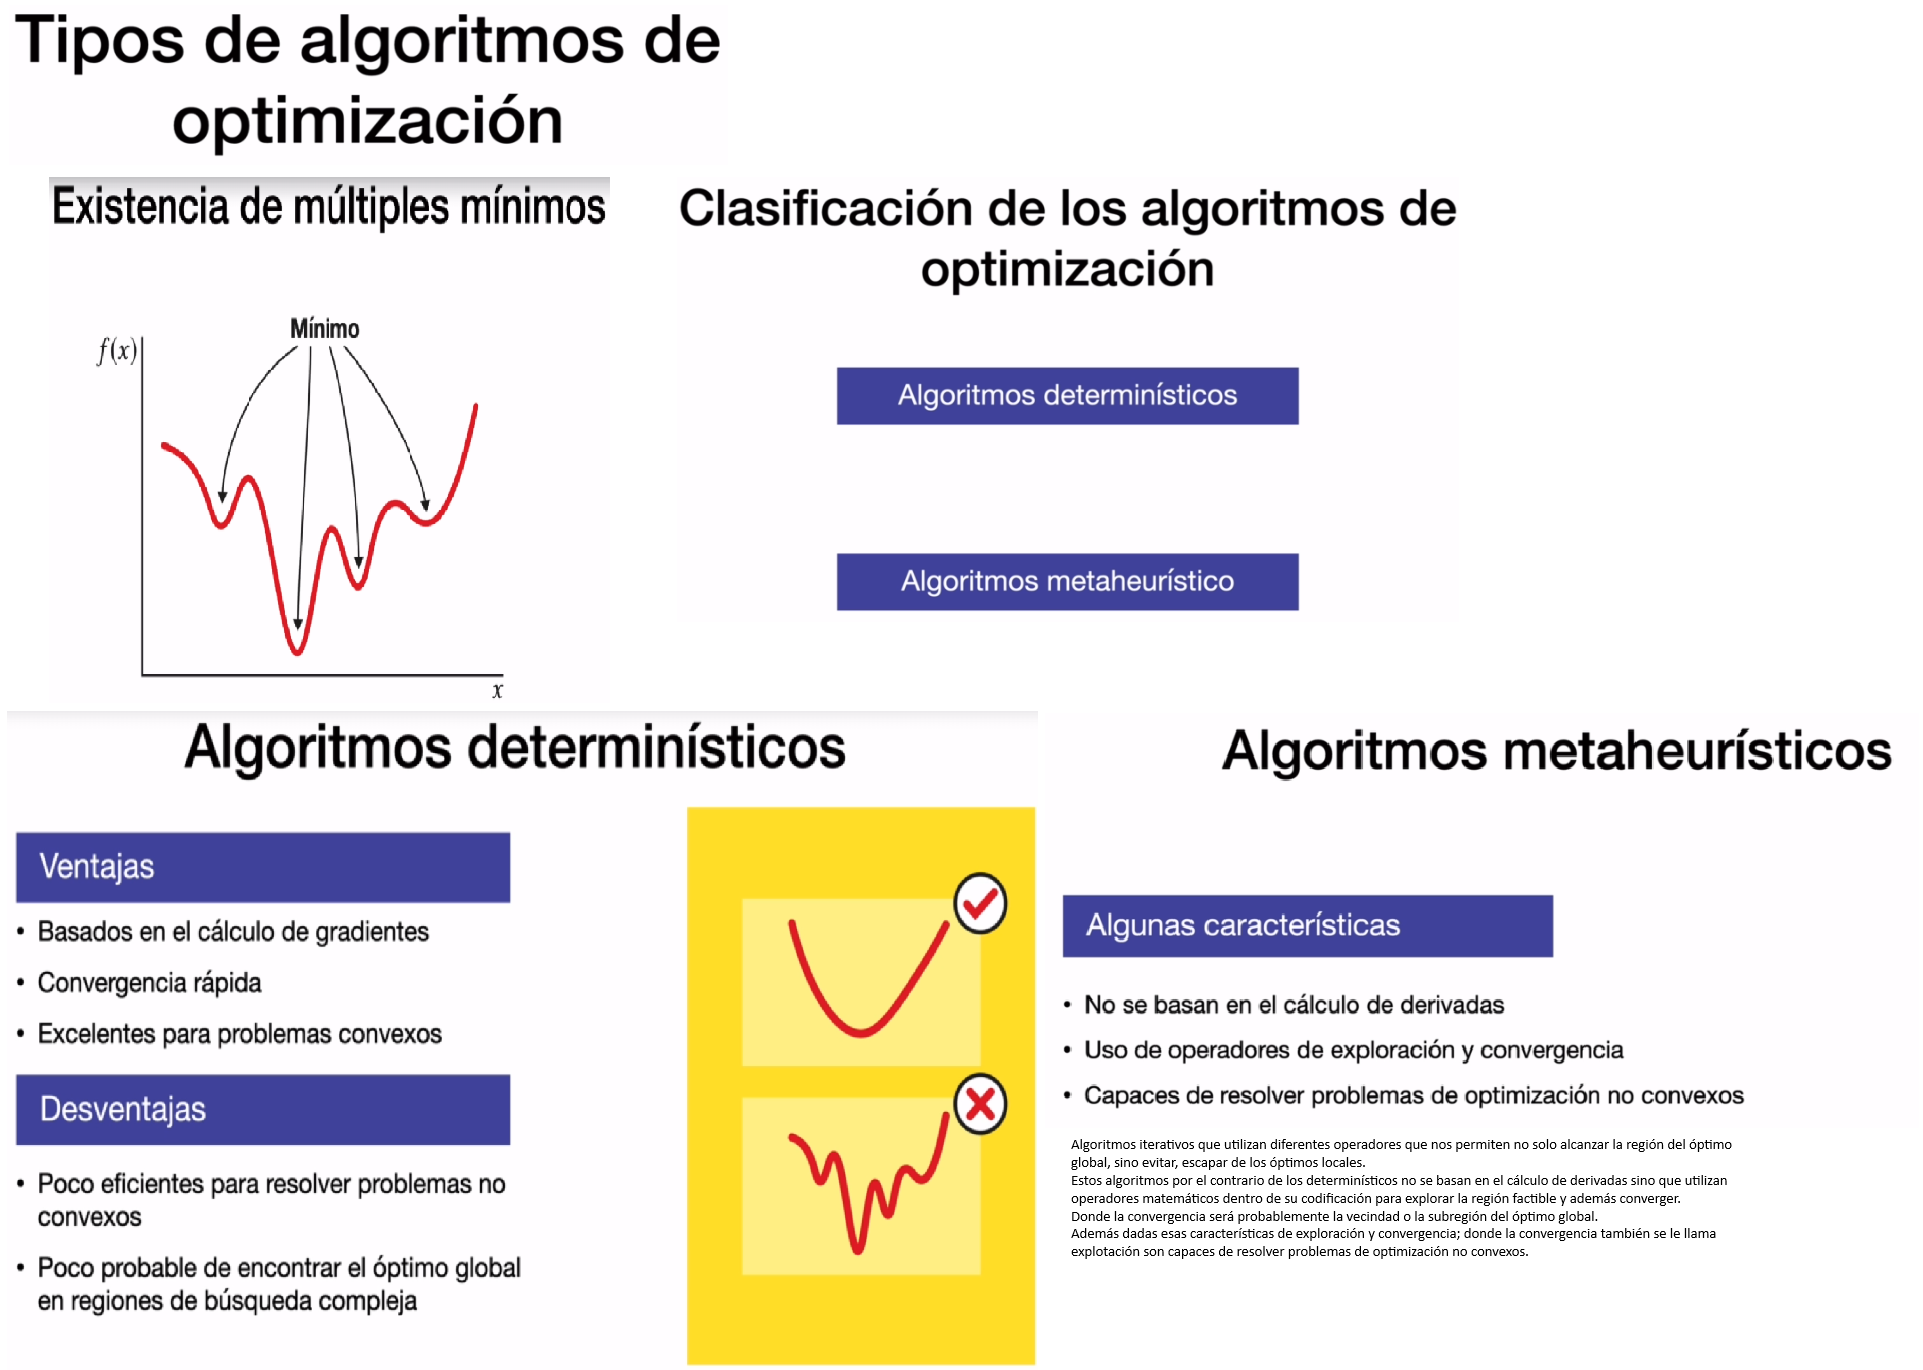 Tipos de algoritmos de
optimización
Existencia de múltiples mínimos
Mínimo
f(x)
x
Clasificación de los algoritmos de
optimización
Algoritmos determinísticos
Algoritmos metaheurístico
Algoritmos determinísticos
Ventajas
• Basados en el cálculo de gradientes
• Convergencia rápida
• Excelentes para problemas convexos
Desventajas
• Poco eficientes para resolver problemas no
convexos
• Poco probable de encontrar el óptimo global
en regiones de búsqueda compleja
Algoritmos metaheurísticos
Algunas características
• No se basan en el cálculo de derivadas
• Uso de operadores de exploración y convergencia
• Capaces de resolver problemas de optimización no convexos
Algoritmos iterativos que utilizan diferentes operadores que nos permiten no solo alcanzar la región del óptimo
global, sino evitar, escapar de los óptimos locales.
Estos algoritmos por el contrario de los determinísticos no se basan en el cálculo de derivadas sino que utilizan
operadores matemáticos dentro de su codificación para explorar la región factible y además converger.
Donde la convergencia será probablemente la vecindad o la subregión del óptimo global.
Además dadas esas características de exploración y convergencia; donde la convergencia también se le llama
explotación son capaces de resolver problemas de optimización no convexos.